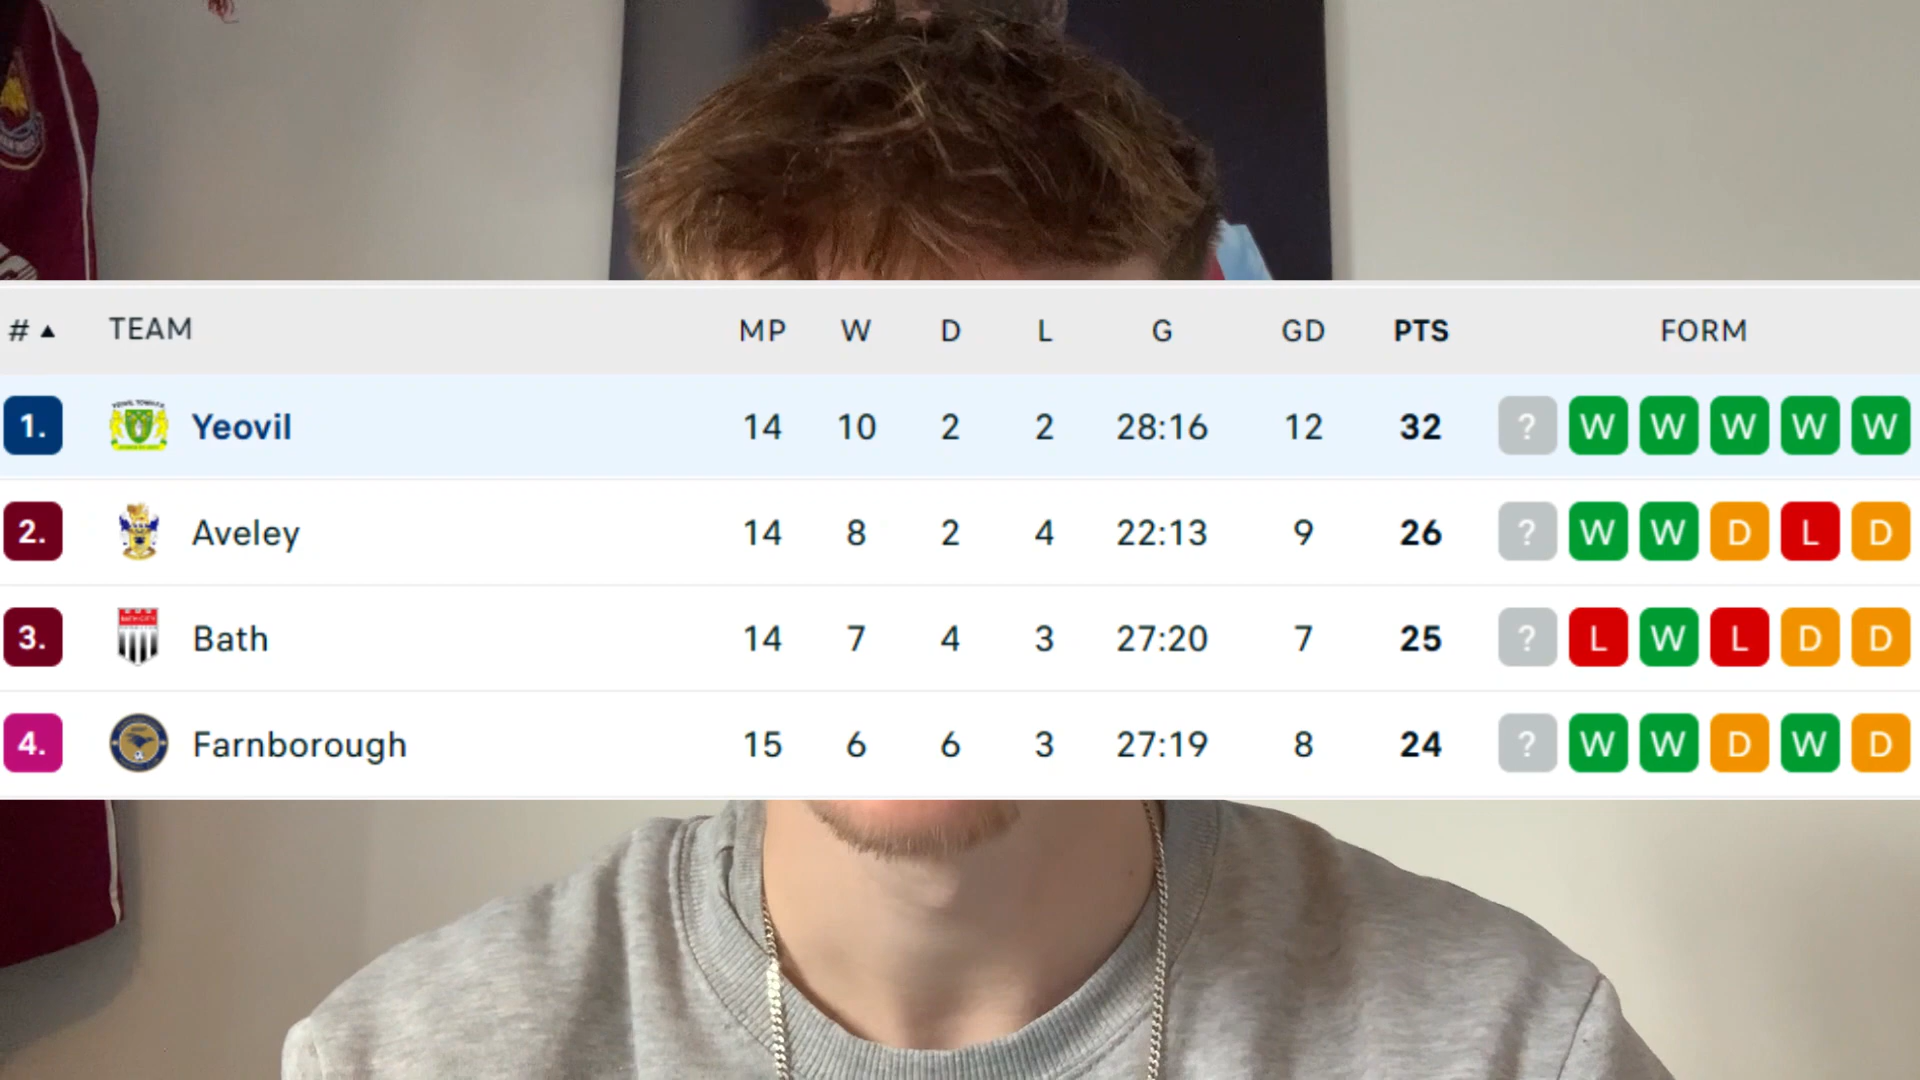 # ▲ TEAM MP W D L G GD PTS FORM
1. Yeovil 14 10 2 2 28:16 12 32 ? W W W W W
2. Aveley 14 8 2 4 22:13 9 26 ? W W D L D
3. Bath 14 7 4 3 27:20 7 25 ? L W L D D
4. Farnborough 15 6 6 3 27:19 8 24 ? W W D W D